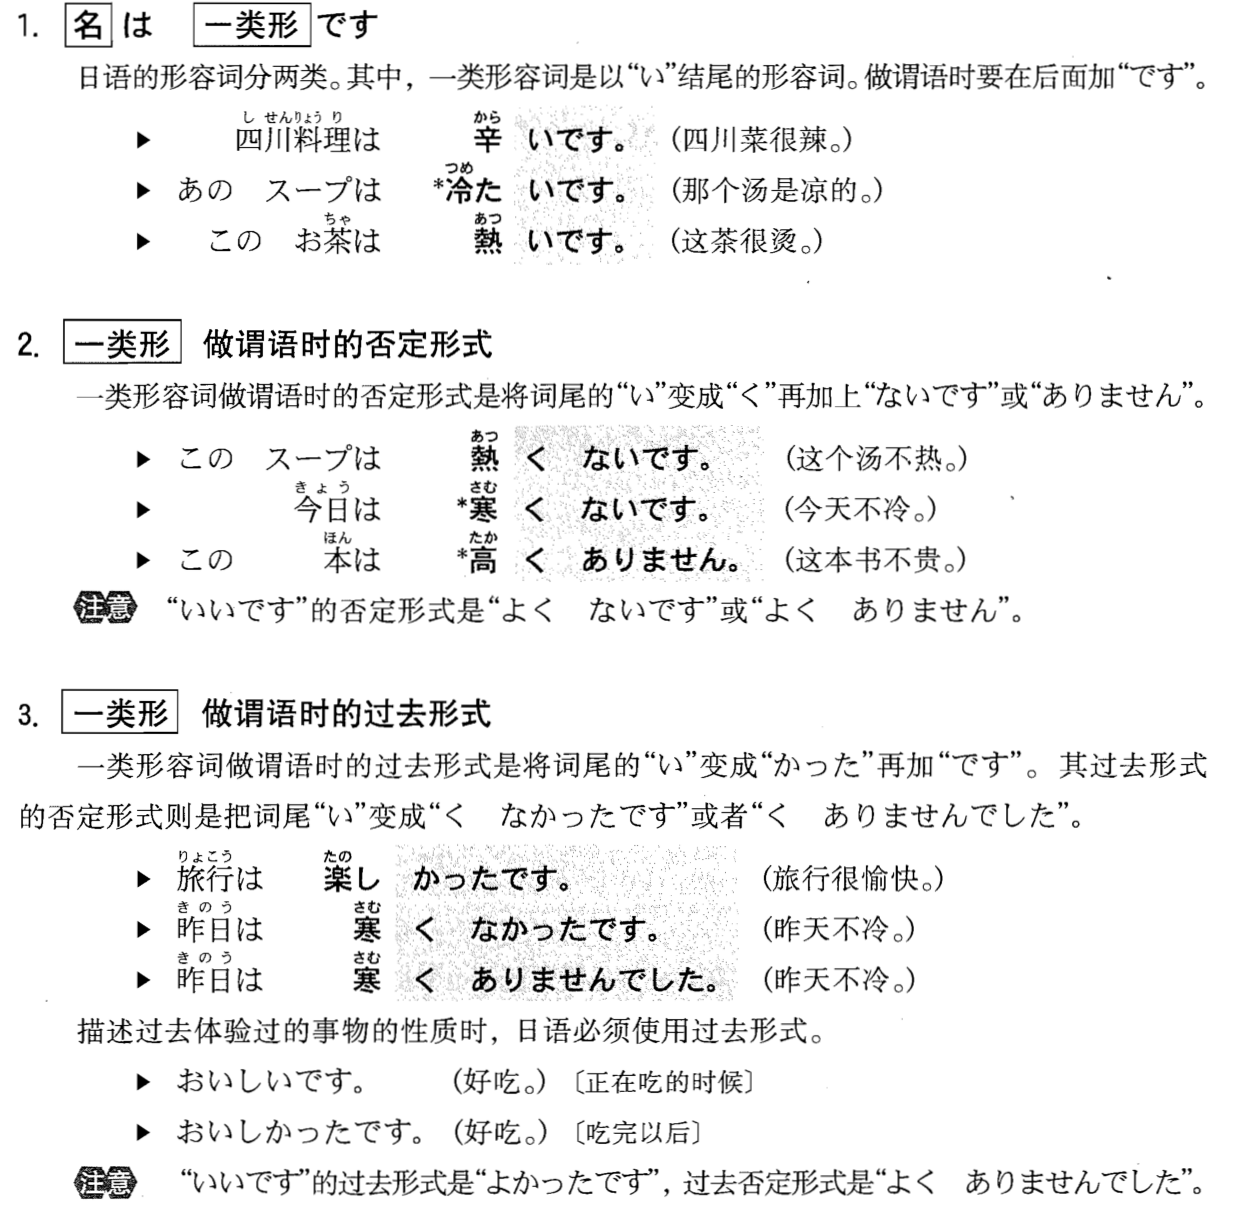 1. 名は 一类形です
日语的形容词分两类。其中，一类形容词是以“い”结尾的形容词。做谓语时要在后面加“です”。
し せんりょう り から
▶ 四川料理は 辛 いです。 (四川菜很辣。)
つめ
▶ あの スープは *冷た いです。 (那个汤是凉的。)
ちゃ あつ
▶ この お茶は 熱 いです。 (这茶很烫。)
2. 一类形 做谓语时的否定形式
一类形容词做谓语时的否定形式是将词尾的“い”变成“く”再加上“ないです”或“ありません”。
あつ
▶ この スープは 熱 く ないです。 (这个汤不热。)
きょう さむ
▶ 今日は *寒 く ないです。 (今天不冷。)
ほん たか
▶ この 本は *高 く ありません。 (这本书不贵。)
注意 “いいです”的否定形式是“よく ないです”或“よく ありません”。
3. 一类形 做谓语时的过去形式
一类形容词做谓语时的过去形式是将词尾的“い”变成“かった”再加“です”。其过去形式
的否定形式则是把词尾“い”变成“く なかったです”或者“く ありませんでした”。
りょこう たの
▶ 旅行は 楽し かったです。 (旅行很愉快。)
きのう さむ
▶ 昨日は 寒 く なかったです。 (昨天不冷。)
きのう さむ
▶ 昨日は 寒 く ありませんでした。 (昨天不冷。)
描述过去体验过的事物的性质时，日语必须使用过去形式。
▶ おいしいです。 (好吃。)〔正在吃的时候〕
▶ おいしかったです。 (好吃。)〔吃完以后〕
注意 “いいです”的过去形式是“よかったです”，过去否定形式是“よく ありませんでした”。